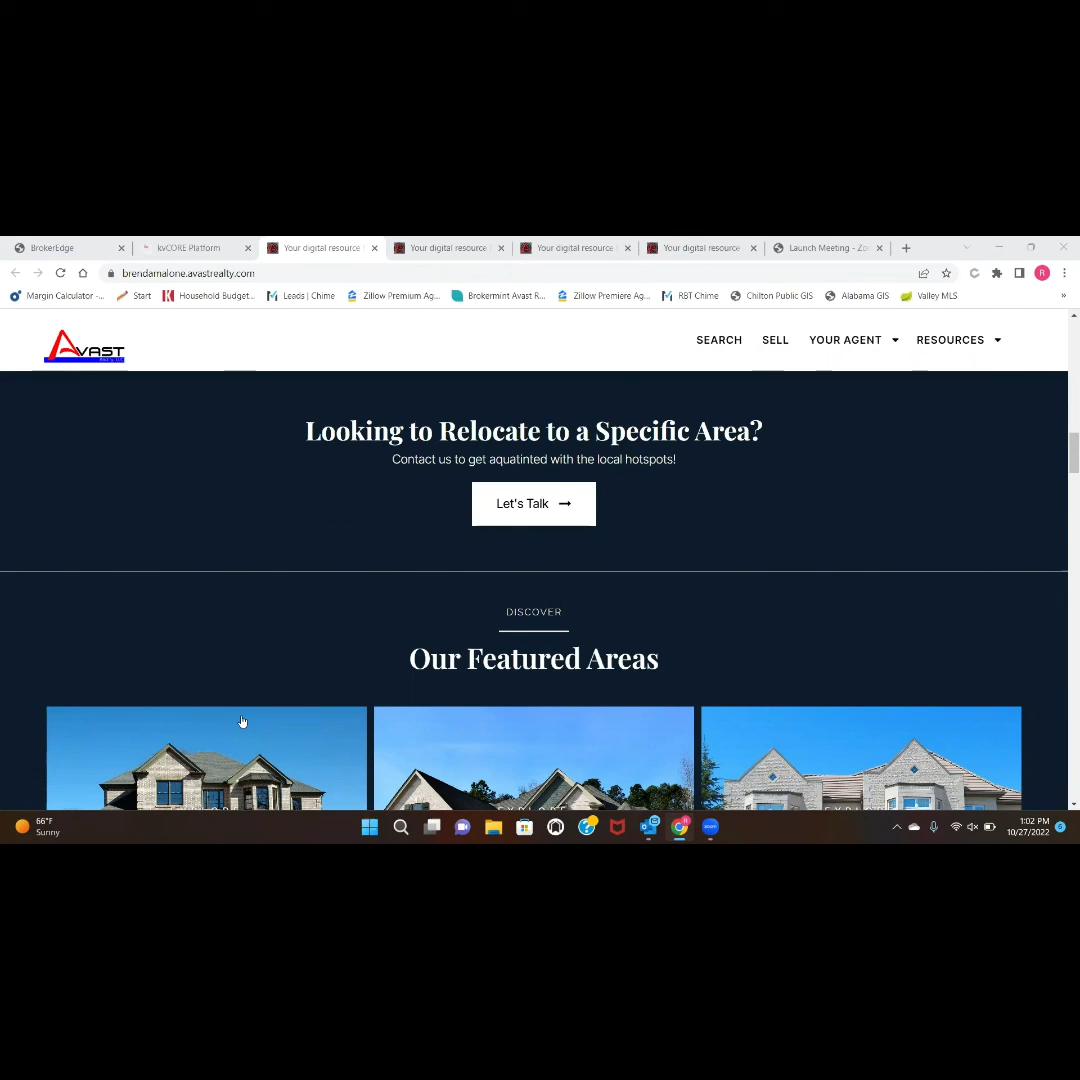 BrokerEdge
kvCORE Platform
Your digital resource
Your digital resource
Your digital resource
Your digital resource
Launch Meeting - Zo
brendamalone.avastrealty.com
R
Margin Calculator -...
Start
Household Budget...
Leads | Chime
Zillow Premium Ag...
Brokermint Avast R...
Zillow Premiere Ag...
RBT Chime
Chilton Public GIS
Alabama GIS
Valley MLS
»
AVAST
SEARCH
SELL
YOUR AGENT
RESOURCES
Looking to Relocate to a Specific Area?
Contact us to get aquatinted with the local hotspots!
Let's Talk
DISCOVER
Our Featured Areas
66°F
Sunny
zoom
1:02 PM
10/27/2022